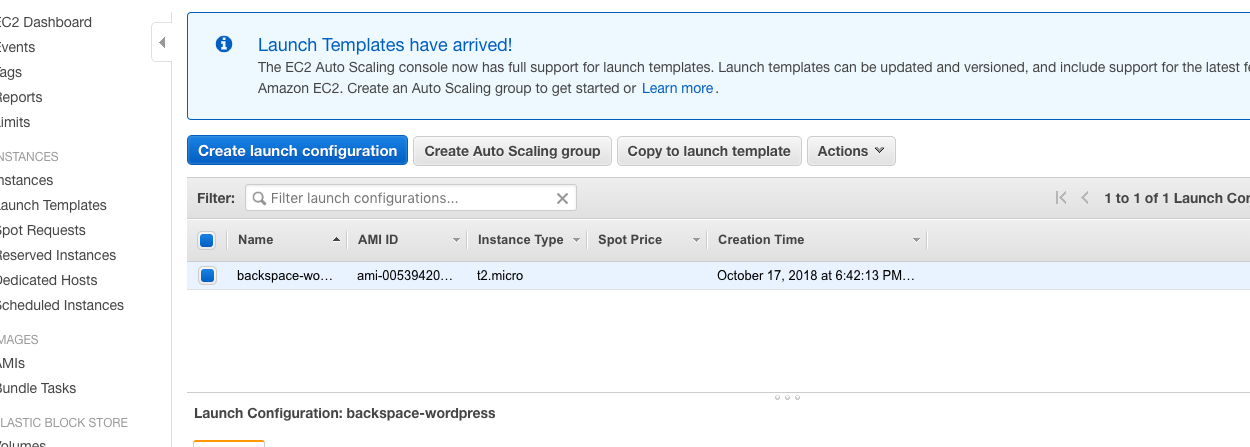 EC2 Dashboard
Events
Tags
Reports
Limits
INSTANCES
Instances
Launch Templates
Spot Requests
Reserved Instances
Dedicated Hosts
Scheduled Instances
IMAGES
AMIs
Bundle Tasks
ELASTIC BLOCK STORE
Volumes
Launch Templates have arrived!
The EC2 Auto Scaling console now has full support for launch templates. Launch templates can be updated and versioned, and include support for the latest fe
Amazon EC2. Create an Auto Scaling group to get started or Learn more.
Create launch configuration Create Auto Scaling group Copy to launch template Actions
Filter: Filter launch configurations... 1 to 1 of 1 Launch Con
Name AMI ID Instance Type Spot Price Creation Time
backspace-wo... ami-00539420... t2.micro October 17, 2018 at 6:42:13 PM...
Launch Configuration: backspace-wordpress